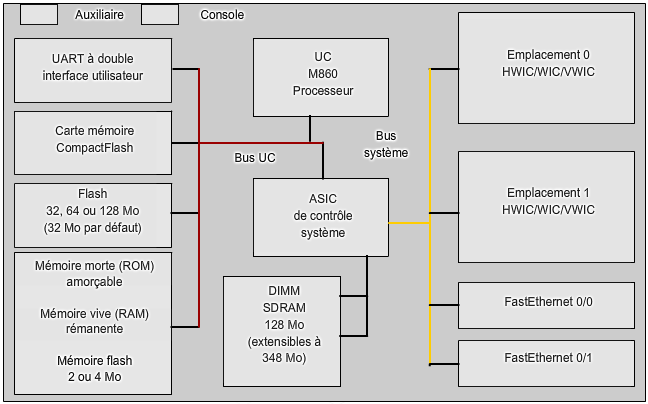 Auxiliaire
Console
UART à double
interface utilisateur
Carte mémoire
CompactFlash
Flash
32, 64 ou 128 Mo
(32 Mo par défaut)
Mémoire morte (ROM)
amorçable
Mémoire vive (RAM)
rémanente
Mémoire flash
2 ou 4 Mo
UC
M860
Processeur
Bus UC
Bus
système
ASIC
de contrôle
système
DIMM
SDRAM
128 Mo
(extensibles à
348 Mo)
Emplacement 0
HWIC/WIC/VWIC
Emplacement 1
HWIC/WIC/VWIC
FastEthernet 0/0
FastEthernet 0/1